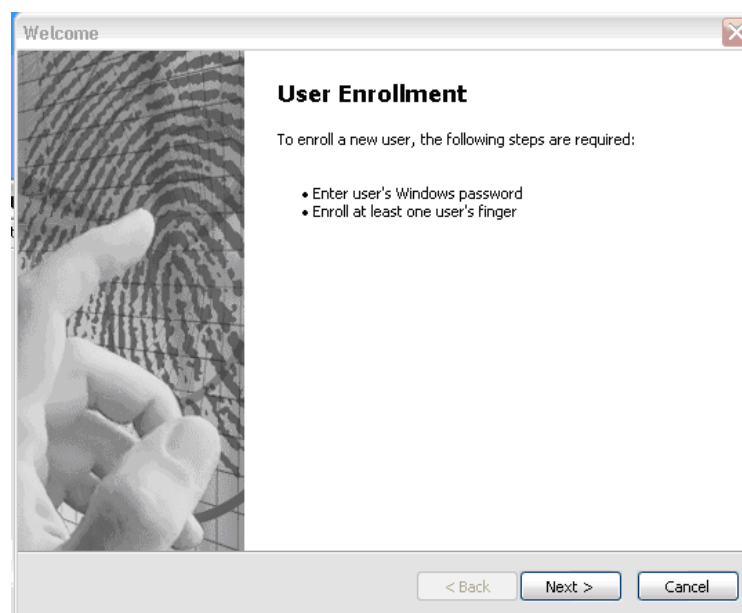 Welcome
User Enrollment
To enroll a new user, the following steps are required:
• Enter user's Windows password
• Enroll at least one user's finger
< Back
Next >
Cancel